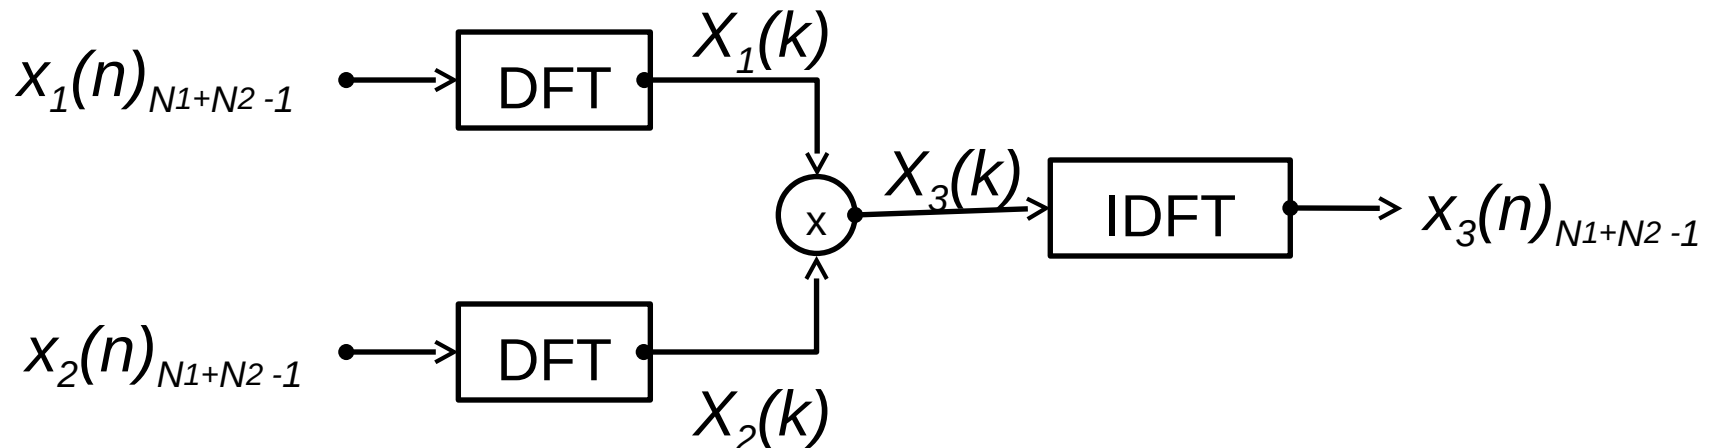 X₁(k)
x₁(n)N1+N2 -1
DFT
X₃(k)
IDFT
x₃(n)N1+N2 -1
x
x₂(n)N1+N2 -1
DFT
X₂(k)